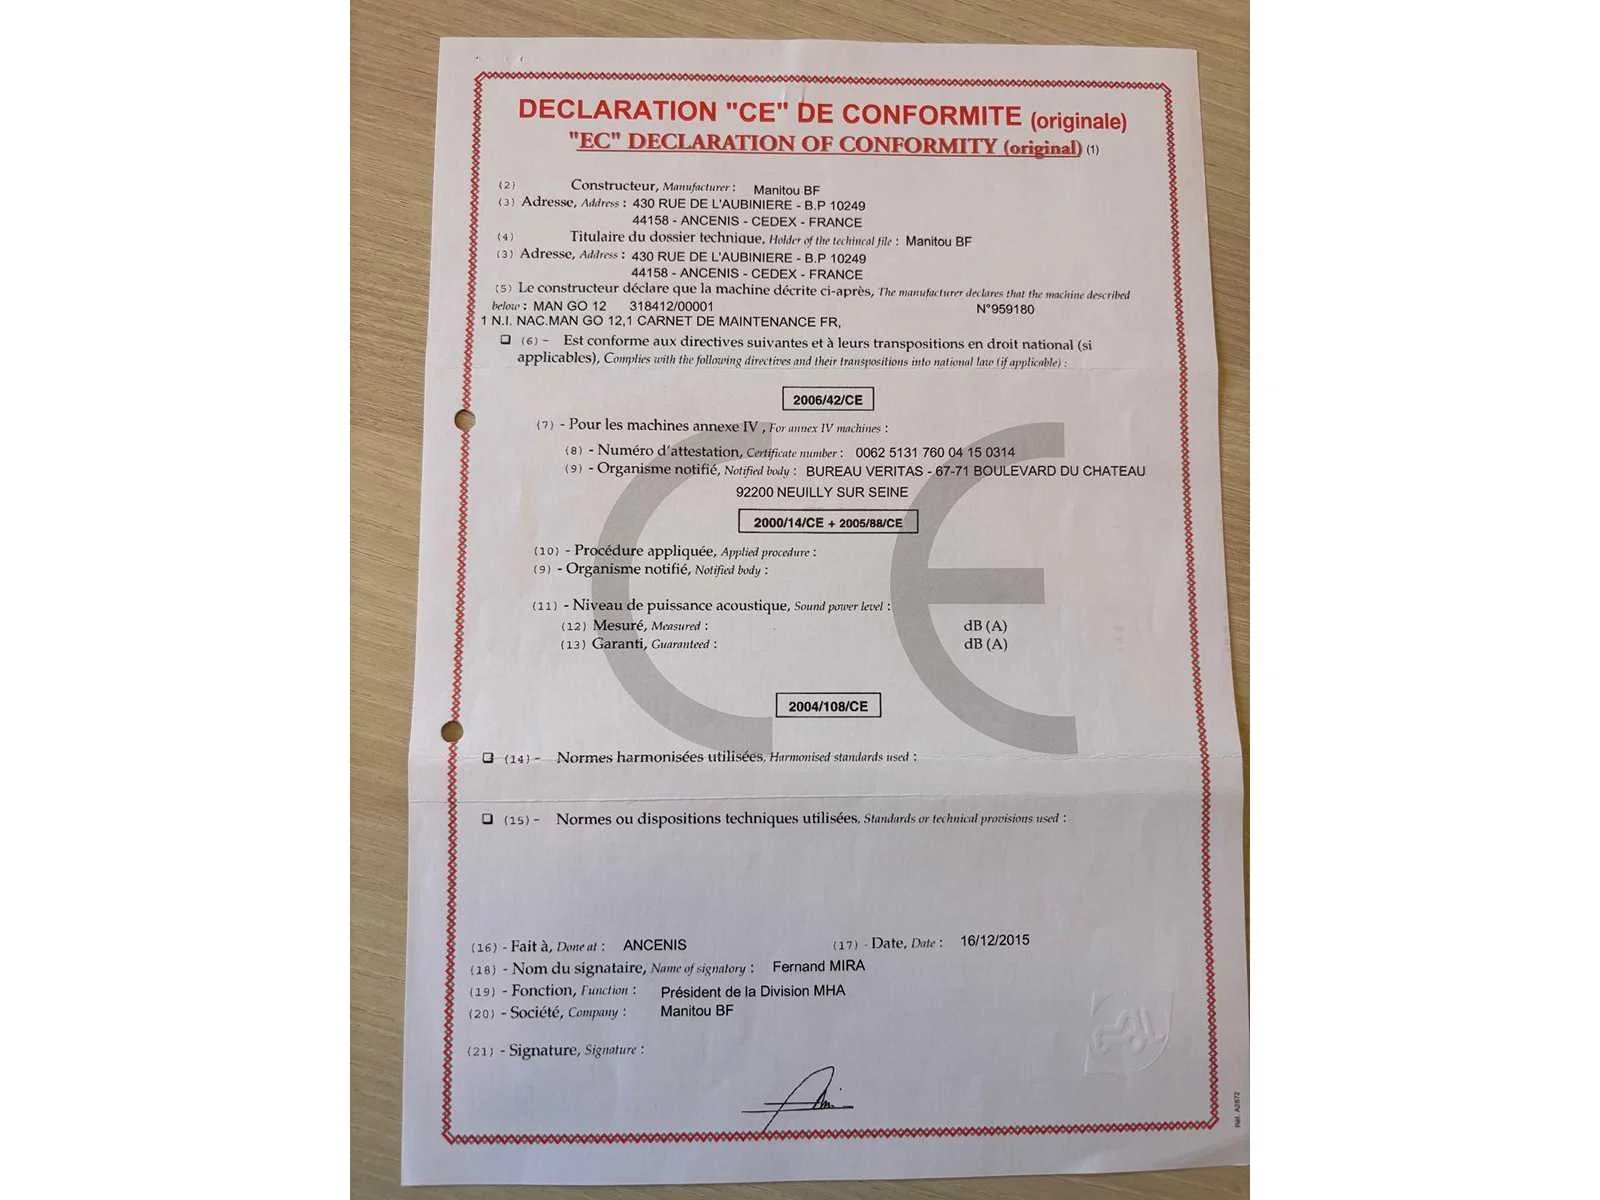 DECLARATION "CE" DE CONFORMITE (originale)
"EC" DECLARATION OF CONFORMITY (original) (1)
(2) Constructeur, Manufacturer : Manitou BF
(3) Adresse, Address : 430 RUE DE L'AUBINIERE - B.P 10249
44158 - ANCENIS - CEDEX - FRANCE
(4) Titulaire du dossier technique, Holder of the techincal file : Manitou BF
(3) Adresse, Address : 430 RUE DE L'AUBINIERE - B.P 10249
44158 - ANCENIS - CEDEX - FRANCE
(5) Le constructeur déclare que la machine décrite ci-après, The manufacturer declares that the machine described
below : MAN GO 12 318412/00001 N°959180
1 N.I. NAC.MAN GO 12,1 CARNET DE MAINTENANCE FR,
(6) - Est conforme aux directives suivantes et à leurs transpositions en droit national (si
applicables), Complies with the following directives and their transpositions into national law (if applicable) :
2006/42/CE
(7) - Pour les machines annexe IV , For annex IV machines :
(8) - Numéro d'attestation, Certificate number : 0062 5131 760 04 15 0314
(9) - Organisme notifié, Notified body : BUREAU VERITAS - 67-71 BOULEVARD DU CHATEAU
92200 NEUILLY SUR SEINE
2000/14/CE + 2005/88/CE
(10) - Procédure appliquée, Applied procedure :
(9) - Organisme notifié, Notified body :
(11) - Niveau de puissance acoustique, Sound power level :
(12) Mesuré, Measured : dB (A)
(13) Garanti, Guaranteed : dB (A)
CE
2004/108/CE
(14) - Normes harmonisées utilisées, Harmonised standards used :
(15) - Normes ou dispositions techniques utilisées, Standards or technical provisions used :
(16) - Fait à, Done at : ANCENIS (17) - Date, Date : 16/12/2015
(18) - Nom du signataire, Name of signatory : Fernand MIRA
(19) - Fonction, Function : Président de la Division MHA
(20) - Société, Company : Manitou BF
(21) - Signature, Signature :